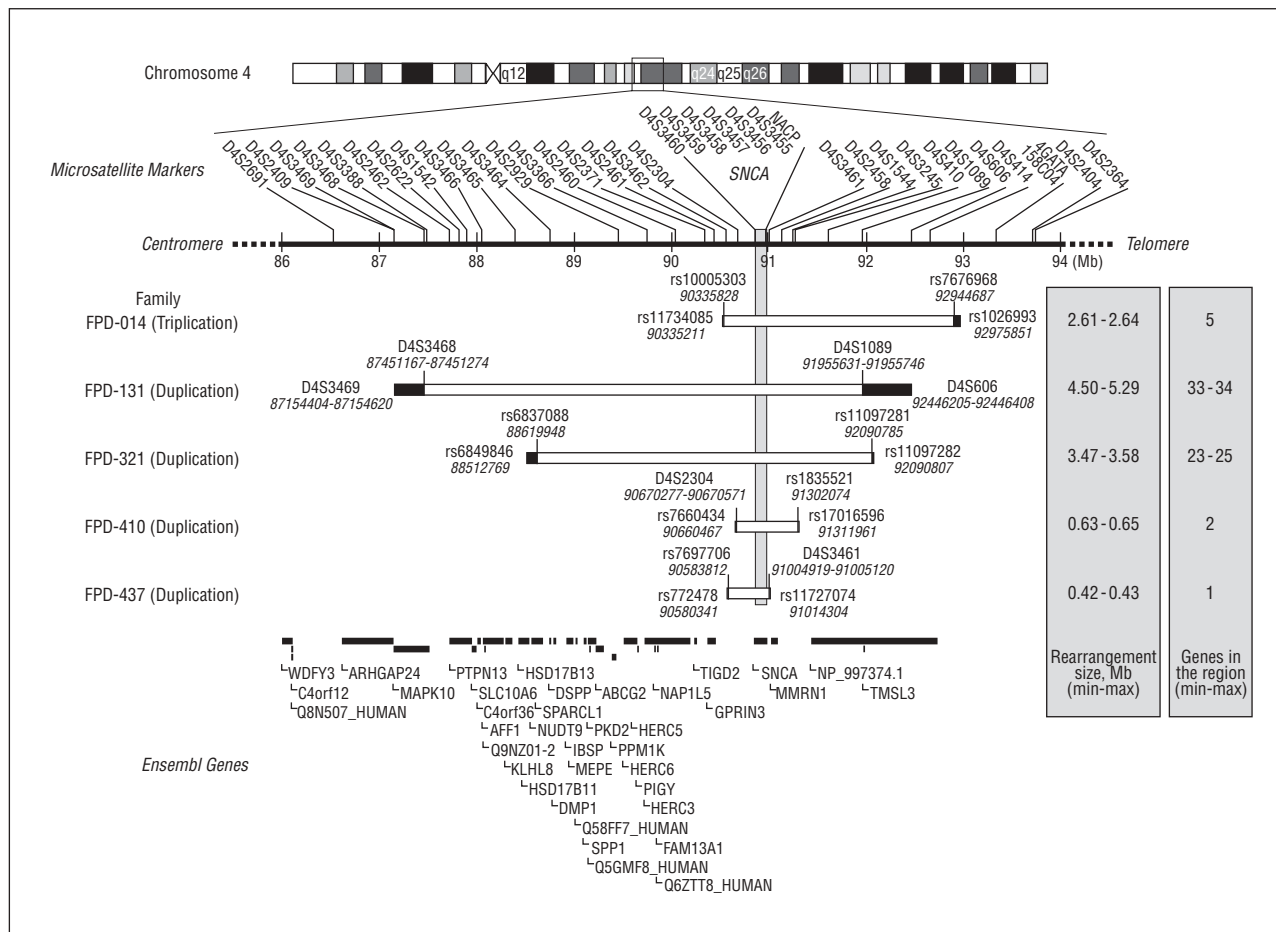 Chromosome 4
q12
q24
q25
q26
Microsatellite Markers
D4S2691
D4S2409
D4S3469
D4S3468
D4S3388
D4S2462
D4S2622
D4S1542
D4S3466
D4S3465
D4S3464
D4S2929
D4S3366
D4S2460
D4S2371
D4S2461
D4S3462
D4S2304
D4S3460
D4S3459
D4S3458
D4S3457
D4S3456
D4S3455
NACP
SNCA
D4S3461
D4S2458
D4S1544
D4S3245
D4S410
D4S1089
D4S606
D4S414
158C04
4GATA
D4S2404
D4S2364
Centromere
Telomere
86 87 88 89 90 91 92 93 94 (Mb)
Family
rs10005303
90335828
rs7676968
92944687
FPD-014 (Triplication)
rs11734085
90335211
rs1026993
92975851
2.61 - 2.64
5
D4S3468
87451167-87451274
D4S1089
91955631-91955746
FPD-131 (Duplication)
D4S3469
87154404-87154620
D4S606
92446205-92446408
4.50 - 5.29
33 - 34
rs6837088
88619948
rs11097281
92090785
FPD-321 (Duplication)
rs6849846
88512769
rs11097282
92090807
3.47 - 3.58
23 - 25
D4S2304
90670277-90670571
rs1835521
91302074
FPD-410 (Duplication)
rs7660434
90660467
rs17016596
91311961
0.63 - 0.65
2
rs7697706
90583812
D4S3461
91004919-91005120
FPD-437 (Duplication)
rs772478
90580341
rs11727074
91014304
0.42 - 0.43
1
Rearrangement
size, Mb
(min-max)
Genes in
the region
(min-max)
Ensembl Genes
WDFY3 ARHGAP24 PTPN13 HSD17B13 TIGD2 SNCA NP_997374.1
C4orf12 MAPK10 SLC10A6 DSPP ABCG2 NAP1L5 MMRN1 TMSL3
Q8N507_HUMAN C4orf36 SPARCL1 GPRIN3
AFF1 NUDT9 PKD2 HERC5
Q9NZ01-2 IBSP PPM1K
KLHL8 MEPE HERC6
HSD17B11 PIGY
DMP1 HERC3
Q58FF7_HUMAN
SPP1 FAM13A1
Q5GMF8_HUMAN
Q6ZTT8_HUMAN